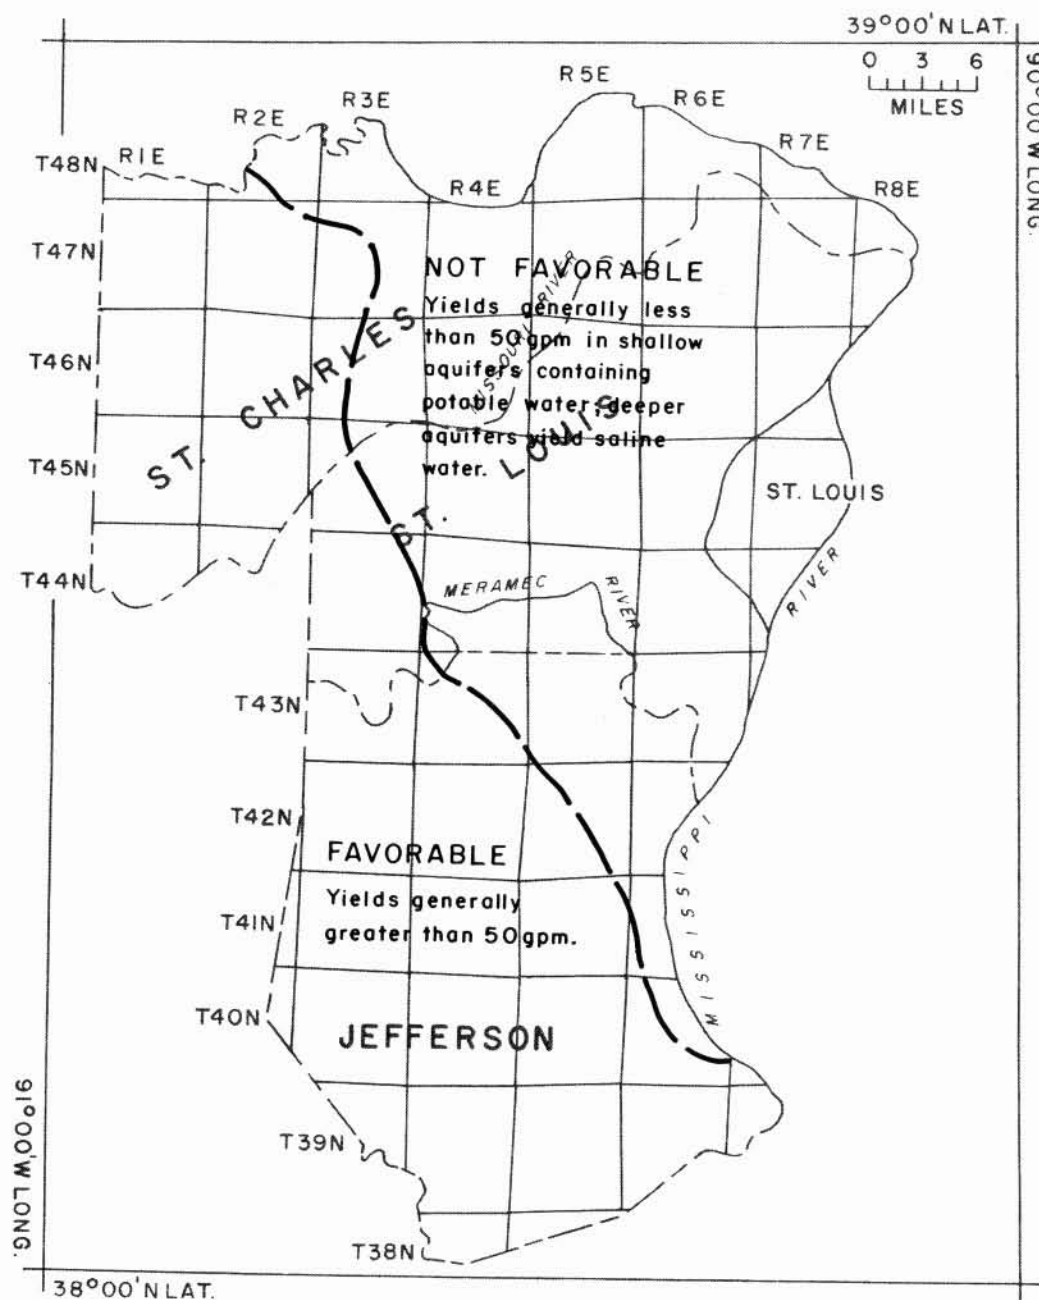 39°00'N LAT.
0 3 6
MILES
90°00'W LONG.
R5E
R6E
R3E
R2E
R7E
T48N
R1E
R4E
R8E
T47N
NOT FAVORABLE
Yields generally less
than 50 gpm in shallow
aquifers containing
potable water; deeper
aquifers yield saline
water.
MISSOURI RIVER
ST. CHARLES
ST. LOUIS
T46N
T45N
ST. LOUIS
T44N
MERAMEC RIVER
MISSISSIPPI RIVER
T43N
T42N
FAVORABLE
Yields generally
greater than 50 gpm.
T41N
T40N
JEFFERSON
T39N
T38N
91°00'W LONG.
38°00'N LAT.